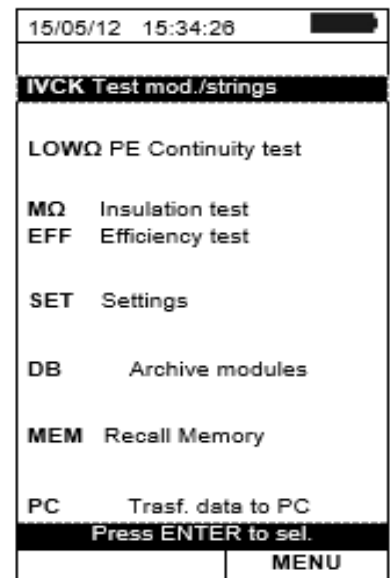 15/05/12 15:34:26
IVCK Test mod./strings
LOWΩ PE Continuity test
MΩ Insulation test
EFF Efficiency test
SET Settings
DB Archive modules
MEM Recall Memory
PC Trasf. data to PC
Press ENTER to sel.
MENU